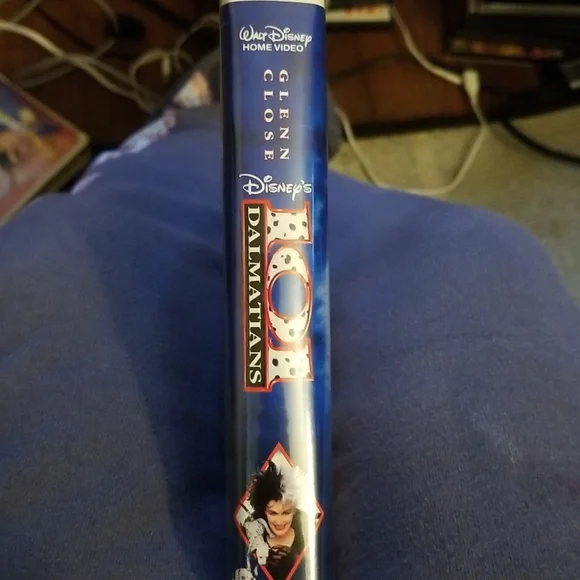 WALT DISNEY
HOME VIDEO
GLENN
CLOSE
DISNEY'S
101
DALMATIANS